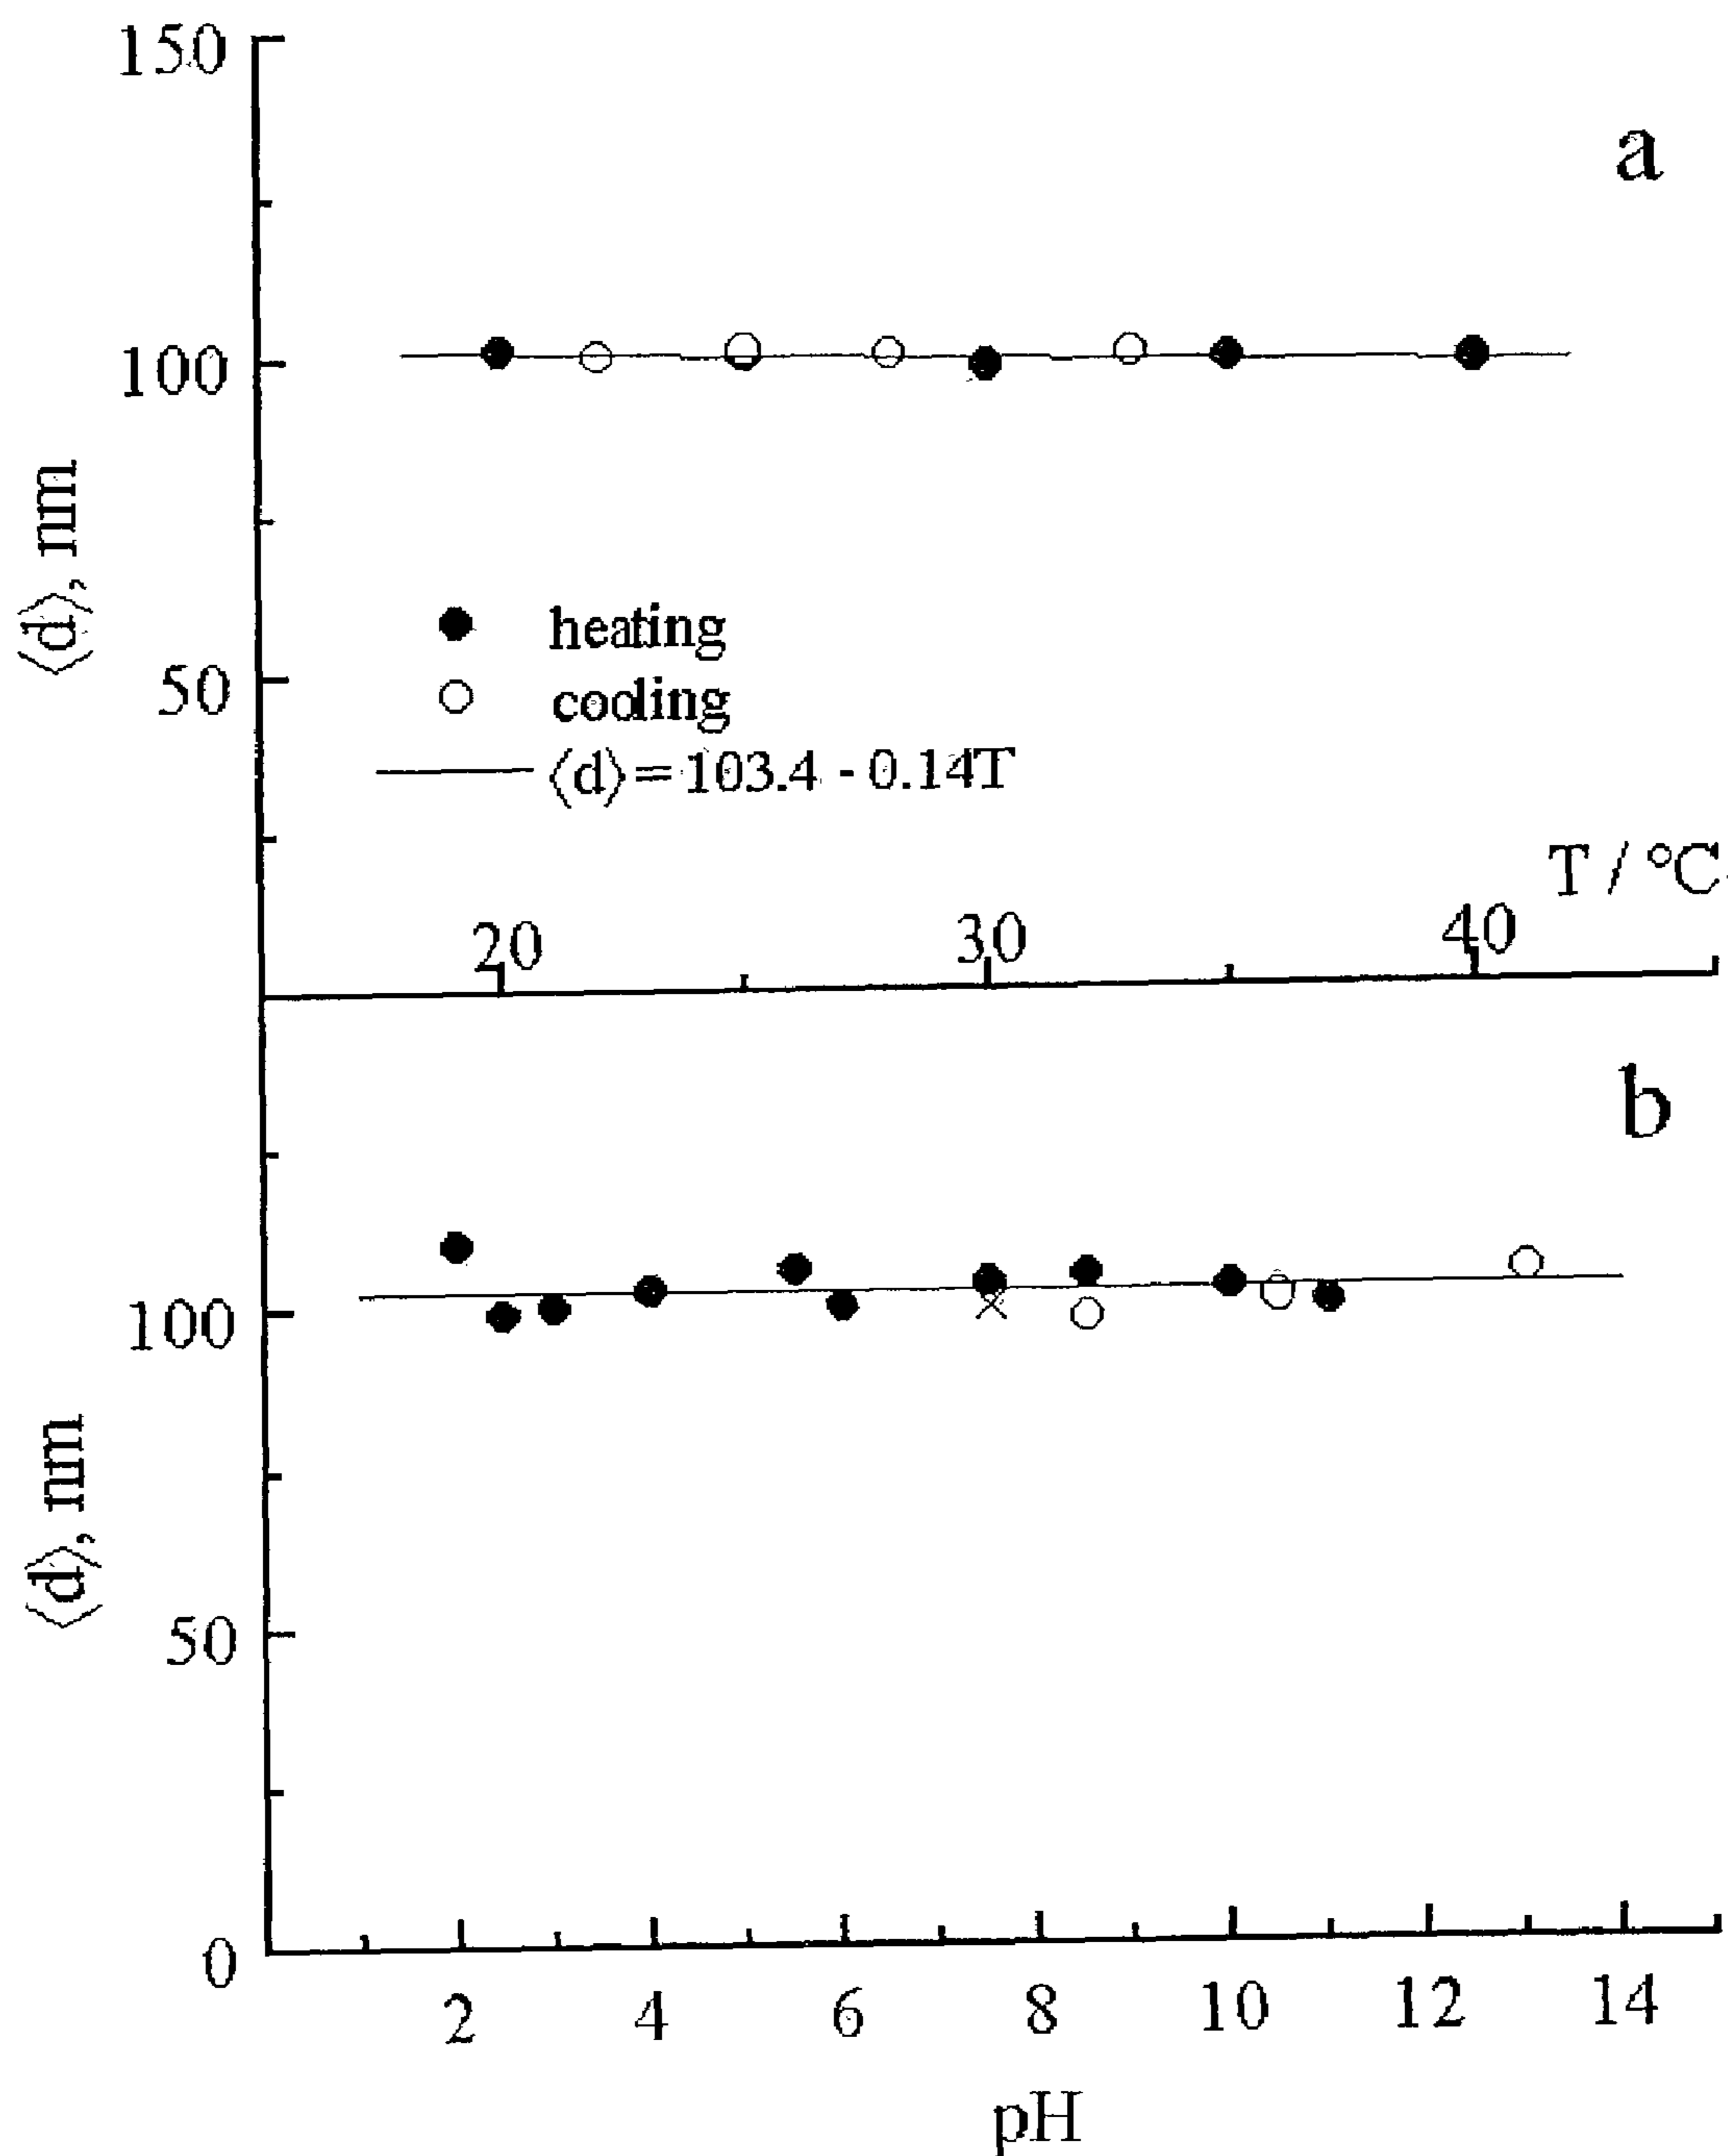 150
a
100
⟨d⟩, nm
heating
50
cooling
⟨d⟩ = 103.4 - 0.14T
T / °C
20 30 40
b
100
⟨d⟩, nm
50
0
2 4 6 8 10 12 14
pH